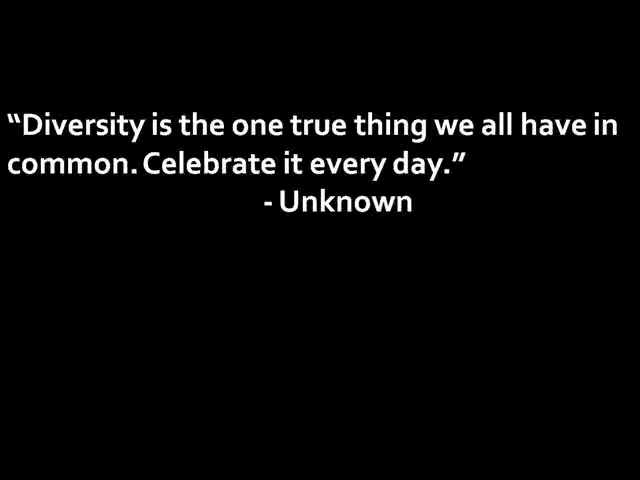 “Diversity is the one true thing we all have in
common. Celebrate it every day.”
- Unknown